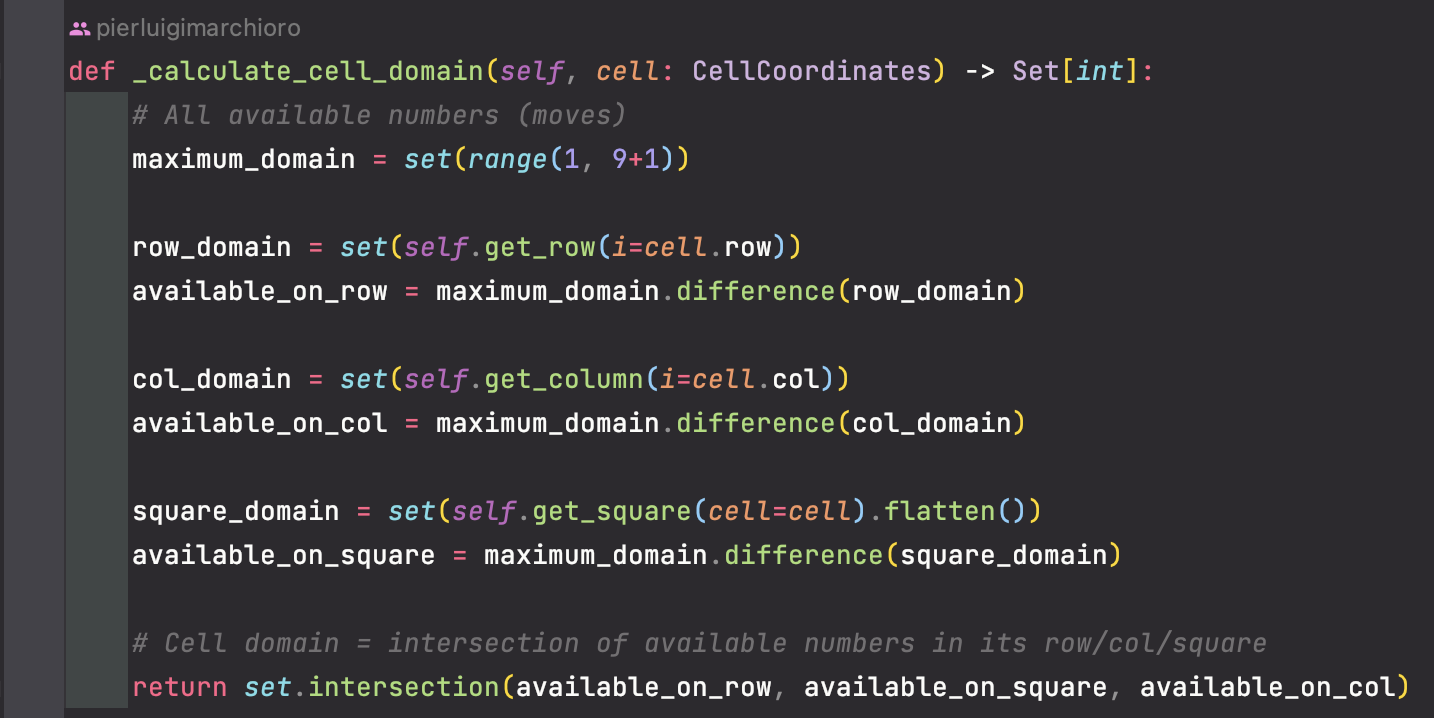 pierluigimarchioro
def _calculate_cell_domain(self, cell: CellCoordinates) -> Set[int]:
# All available numbers (moves)
maximum_domain = set(range(1, 9+1))
row_domain = set(self.get_row(i=cell.row))
available_on_row = maximum_domain.difference(row_domain)
col_domain = set(self.get_column(i=cell.col))
available_on_col = maximum_domain.difference(col_domain)
square_domain = set(self.get_square(cell=cell).flatten())
available_on_square = maximum_domain.difference(square_domain)
# Cell domain = intersection of available numbers in its row/col/square
return set.intersection(available_on_row, available_on_square, available_on_col)